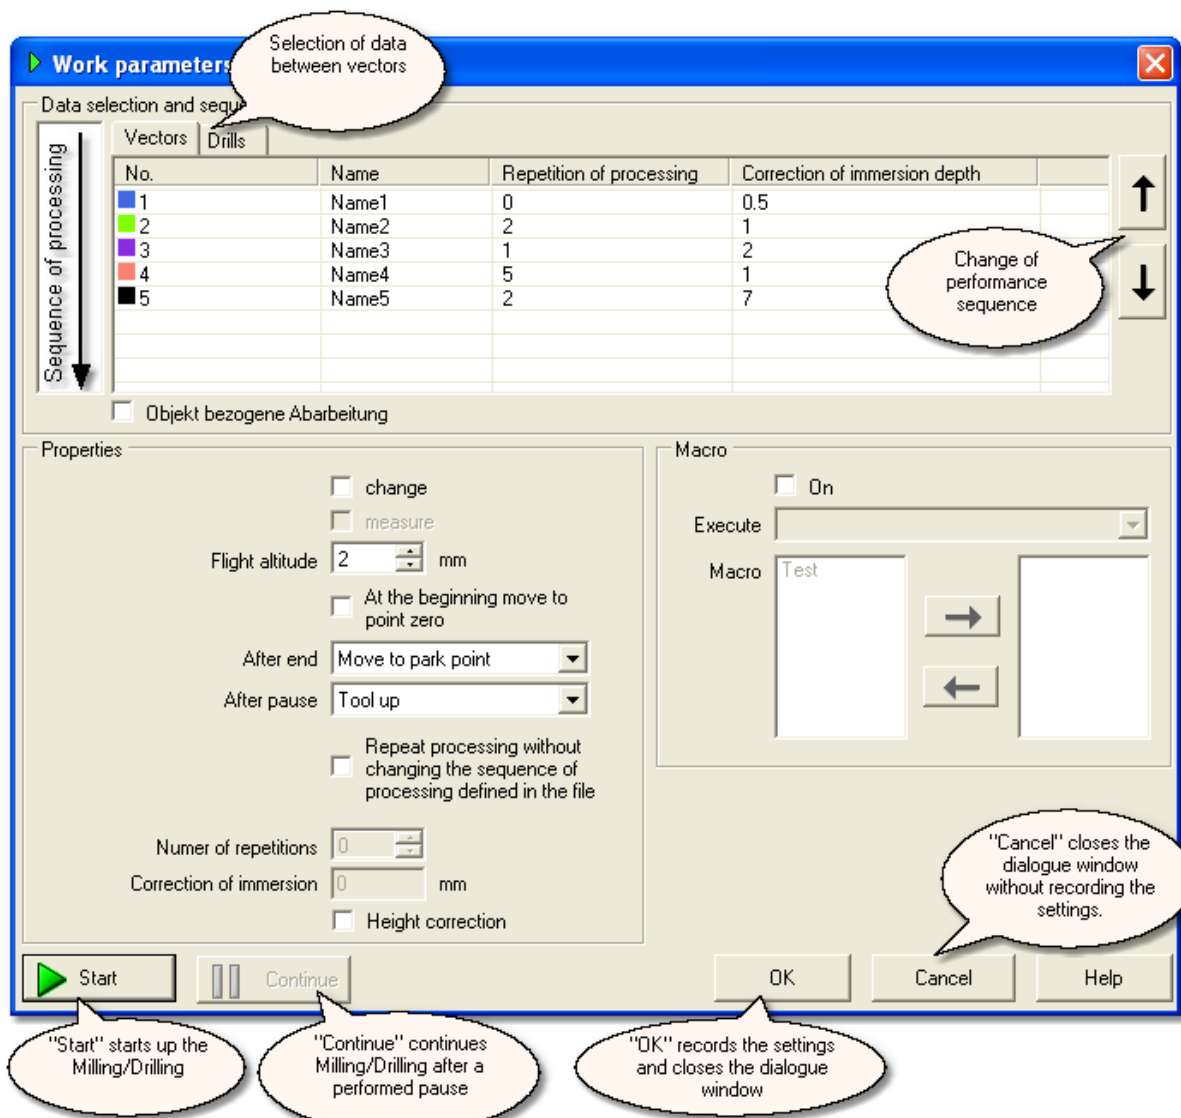 Selection of data
between vectors
Work parameters
Data selection and sequ
Vectors Drills
Sequence of processing
No. Name Repetition of processing Correction of immersion depth
1 Name1 0 0.5
2 Name2 2 1
3 Name3 1 2
4 Name4 5 1
5 Name5 2 7
Change of
performance
sequence
Objekt bezogene Abarbeitung
Properties
change
measure
Flight altitude 2 mm
At the beginning move to
point zero
After end Move to park point
After pause Tool up
Repeat processing without
changing the sequence of
processing defined in the file
Numer of repetitions 0
Correction of immersion 0 mm
Height correction
Macro
On
Execute
Macro Test
"Cancel" closes the
dialogue window
without recording the
settings.
Start Continue OK Cancel Help
"Start" starts up the
Milling/Drilling
"Continue" continues
Milling/Drilling after a
performed pause
"OK" records the settings
and closes the dialogue
window